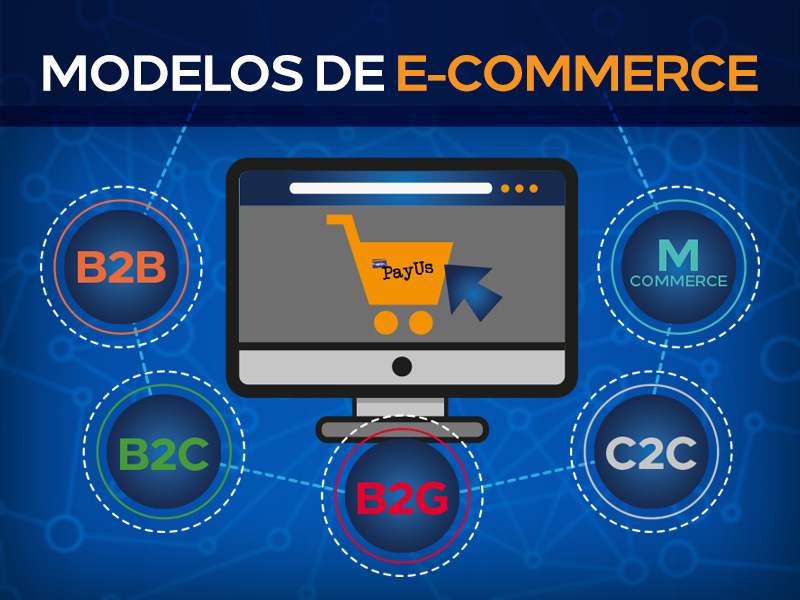 MODELOS DE E-COMMERCE
PayUs
B2B
M
COMMERCE
B2C
C2C
B2G